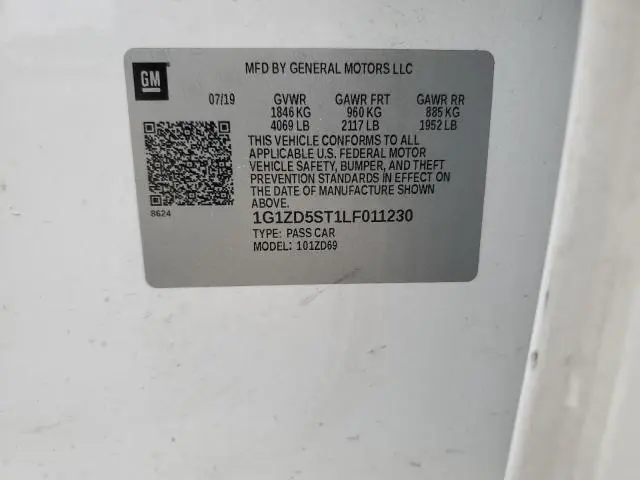 GM
MFD BY GENERAL MOTORS LLC
07/19 GVWR GAWR FRT GAWR RR
1846 KG 960 KG 885 KG
4069 LB 2117 LB 1952 LB
THIS VEHICLE CONFORMS TO ALL
APPLICABLE U.S. FEDERAL MOTOR
VEHICLE SAFETY, BUMPER, AND THEFT
PREVENTION STANDARDS IN EFFECT ON
THE DATE OF MANUFACTURE SHOWN
ABOVE.
8624
1G1ZD5ST1LF011230
TYPE: PASS CAR
MODEL: 101ZD69